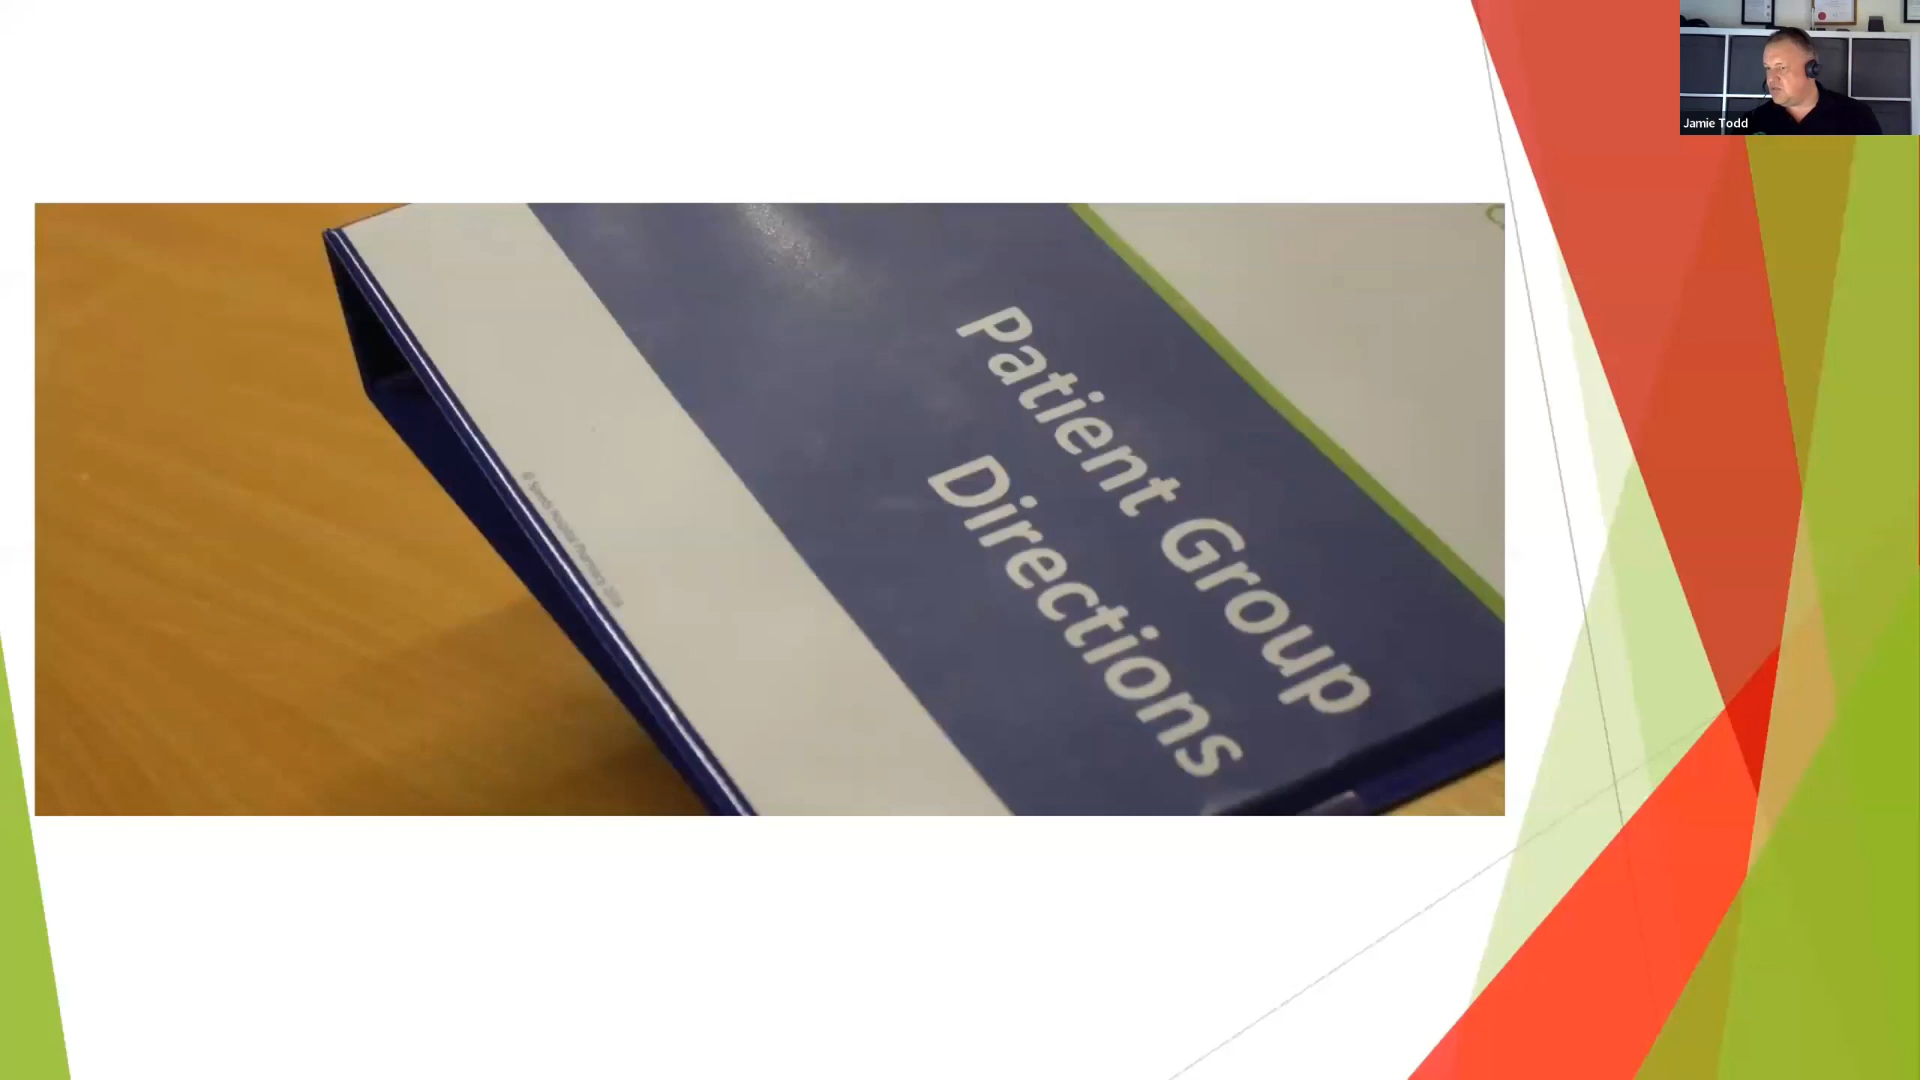 Jamie Todd
Patient Group
Directions